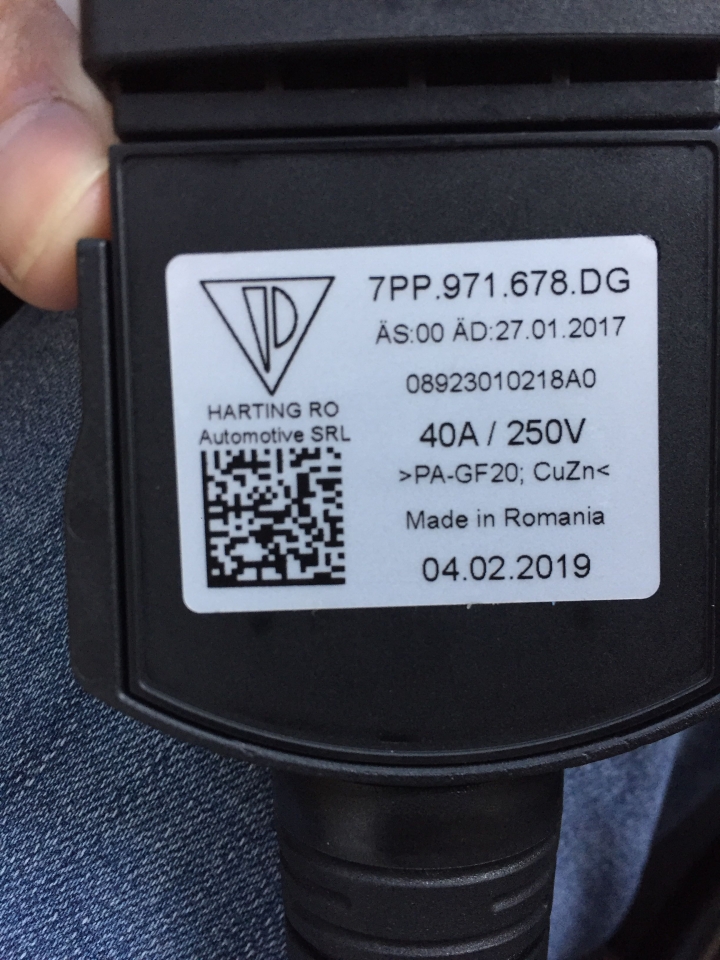 7PP.971.678.DG
ÄS:00 ÄD:27.01.2017
08923010218A0
HARTING RO
Automotive SRL
40A / 250V
>PA-GF20; CuZn<
Made in Romania
04.02.2019